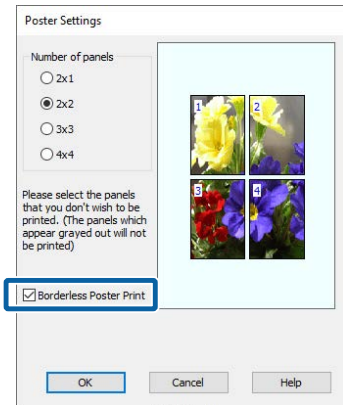 Poster Settings
Number of panels
2x1
2x2
3x3
4x4
Please select the panels
that you don't wish to be
printed. (The panels which
appear grayed out will not
be printed)
Borderless Poster Print
1
2
3
4
OK
Cancel
Help